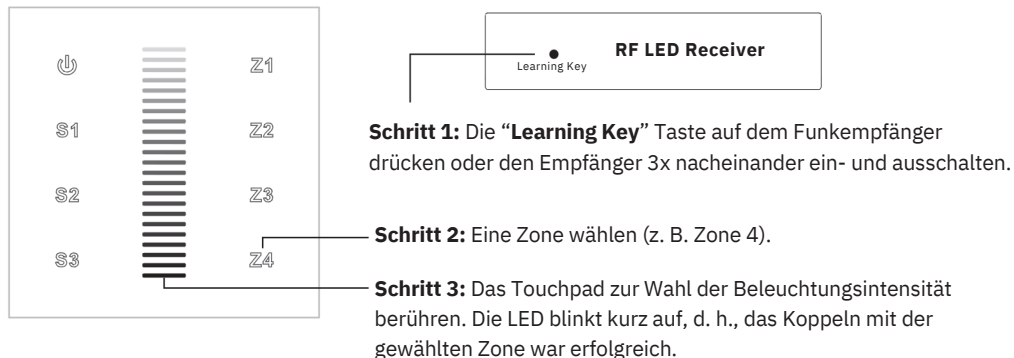 Z1
S1
Z2
S2
Z3
S3
Z4
RF LED Receiver
Learning Key
Schritt 1: Die “Learning Key” Taste auf dem Funkempfänger
drücken oder den Empfänger 3x nacheinander ein- und ausschalten.
Schritt 2: Eine Zone wählen (z. B. Zone 4).
Schritt 3: Das Touchpad zur Wahl der Beleuchtungsintensität
berühren. Die LED blinkt kurz auf, d. h., das Koppeln mit der
gewählten Zone war erfolgreich.